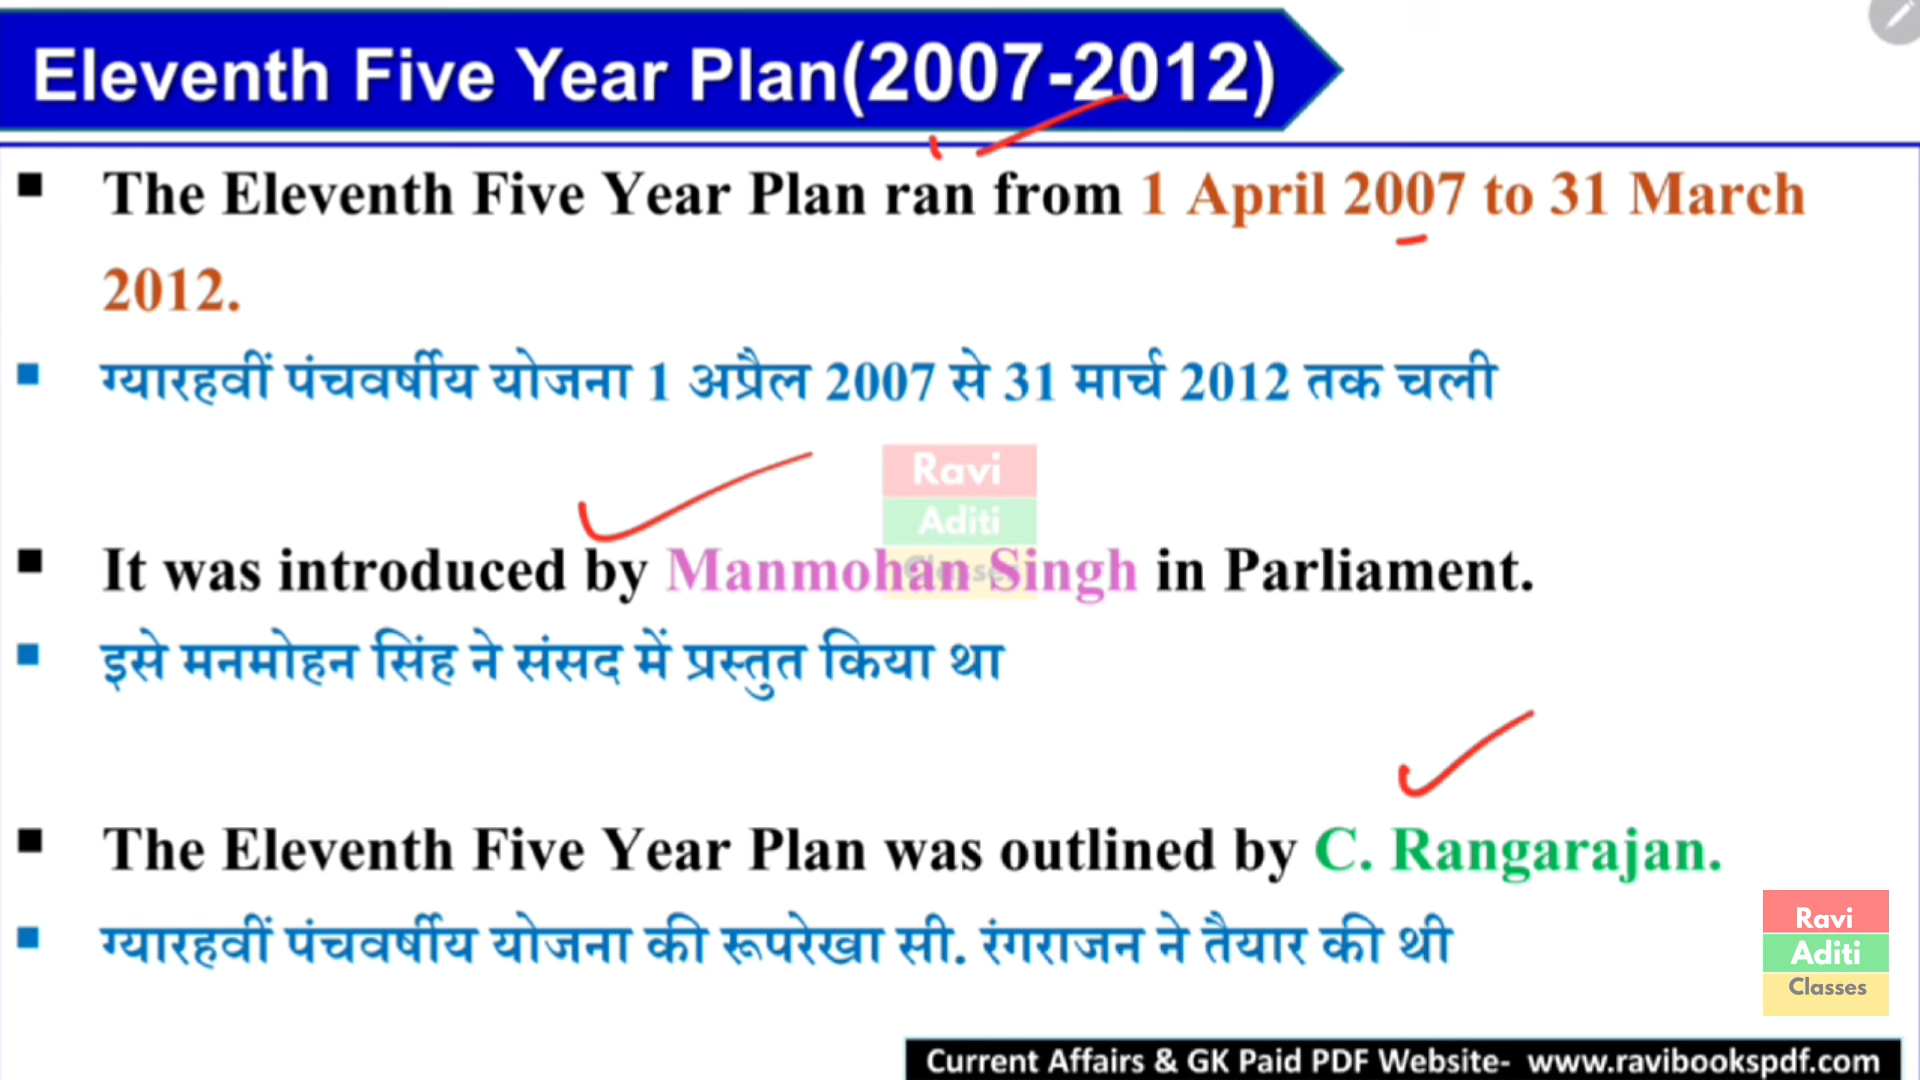 Eleventh Five Year Plan(2007-2012)
▪ The Eleventh Five Year Plan ran from 1 April 2007 to 31 March
2012.
▪ ग्यारहवीं पंचवर्षीय योजना 1 अप्रैल 2007 से 31 मार्च 2012 तक चली
Ravi
Aditi
Classes
▪ It was introduced by Manmohan Singh in Parliament.
▪ इसे मनमोहन सिंह ने संसद में प्रस्तुत किया था
▪ The Eleventh Five Year Plan was outlined by C. Rangarajan.
▪ ग्यारहवीं पंचवर्षीय योजना की रूपरेखा सी. रंगराजन ने तैयार की थी
Ravi
Aditi
Classes
Current Affairs & GK Paid PDF Website- www.ravibookspdf.com